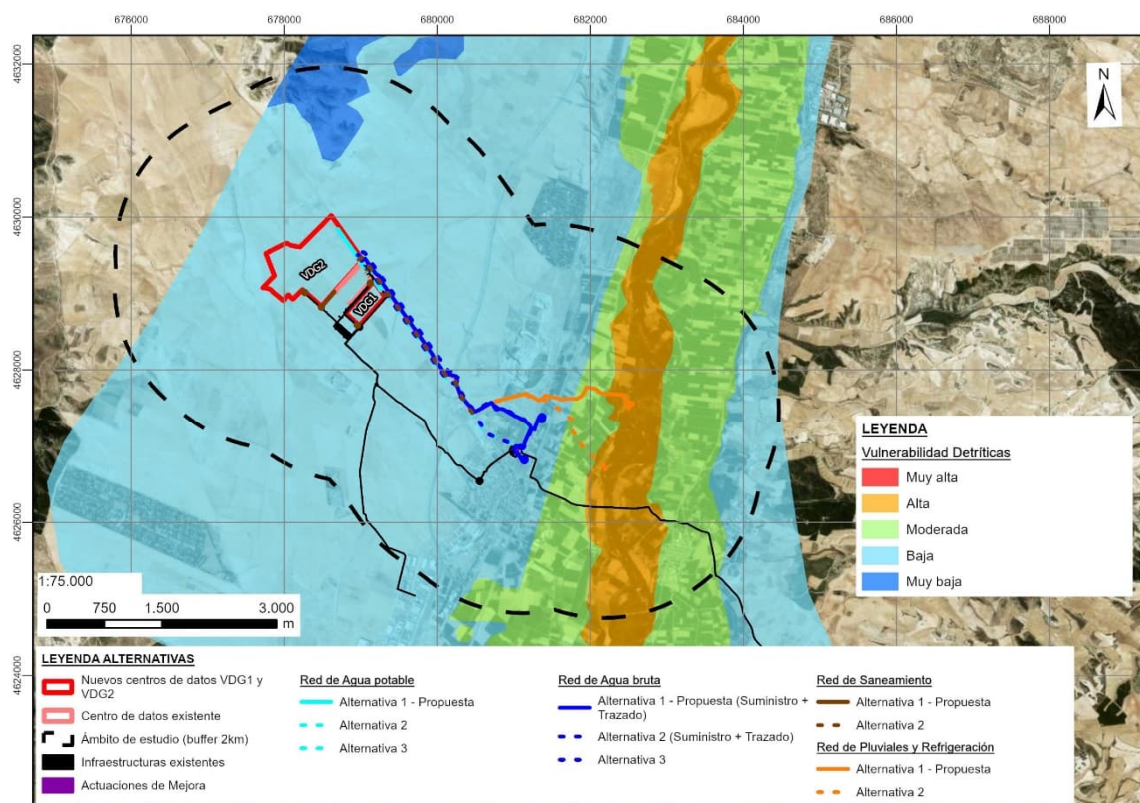 676000 678000 680000 682000 684000 686000 688000
4632000
4630000
4628000
4626000
4624000
N
VDG2
VDG1
LEYENDA
Vulnerabilidad Detríticas
Muy alta
Alta
Moderada
Baja
Muy baja
1:75.000
0 750 1.500 3.000
m
LEYENDA ALTERNATIVAS
Nuevos centros de datos VDG1 y
VDG2
Centro de datos existente
Ámbito de estudio (buffer 2km)
Infraestructuras existentes
Actuaciones de Mejora
Red de Agua potable
Alternativa 1 - Propuesta
Alternativa 2
Alternativa 3
Red de Agua bruta
Alternativa 1 - Propuesta (Suministro +
Trazado)
Alternativa 2 (Suministro + Trazado)
Alternativa 3
Red de Saneamiento
Alternativa 1 - Propuesta
Alternativa 2
Red de Pluviales y Refrigeración
Alternativa 1 - Propuesta
Alternativa 2